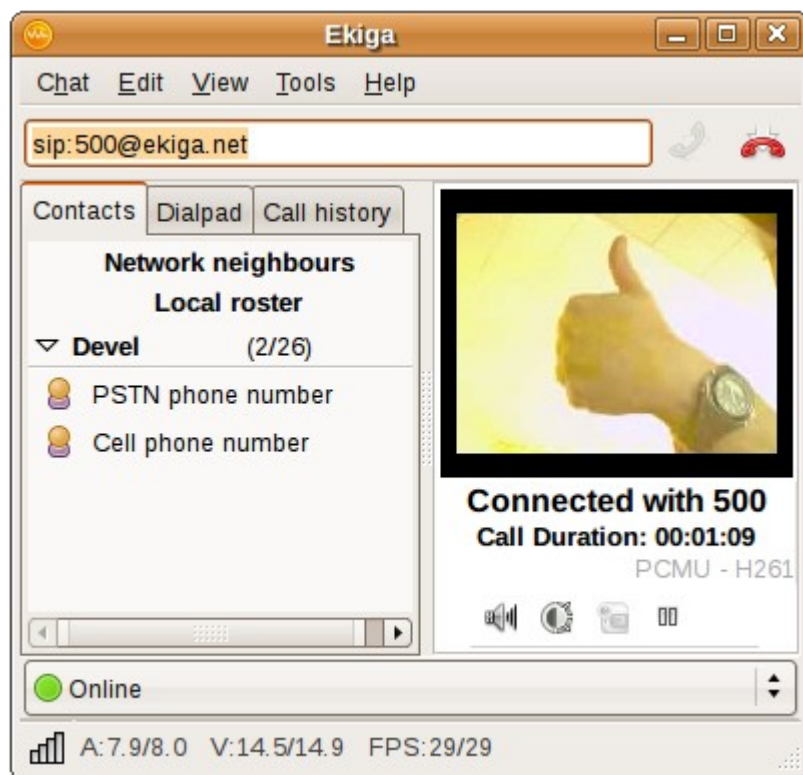 Ekiga
Chat Edit View Tools Help
sip:500@ekiga.net
Contacts Dialpad Call history
Network neighbours
Local roster
Devel (2/26)
PSTN phone number
Cell phone number
Connected with 500
Call Duration: 00:01:09
PCMU - H261
Online
A:7.9/8.0 V:14.5/14.9 FPS:29/29